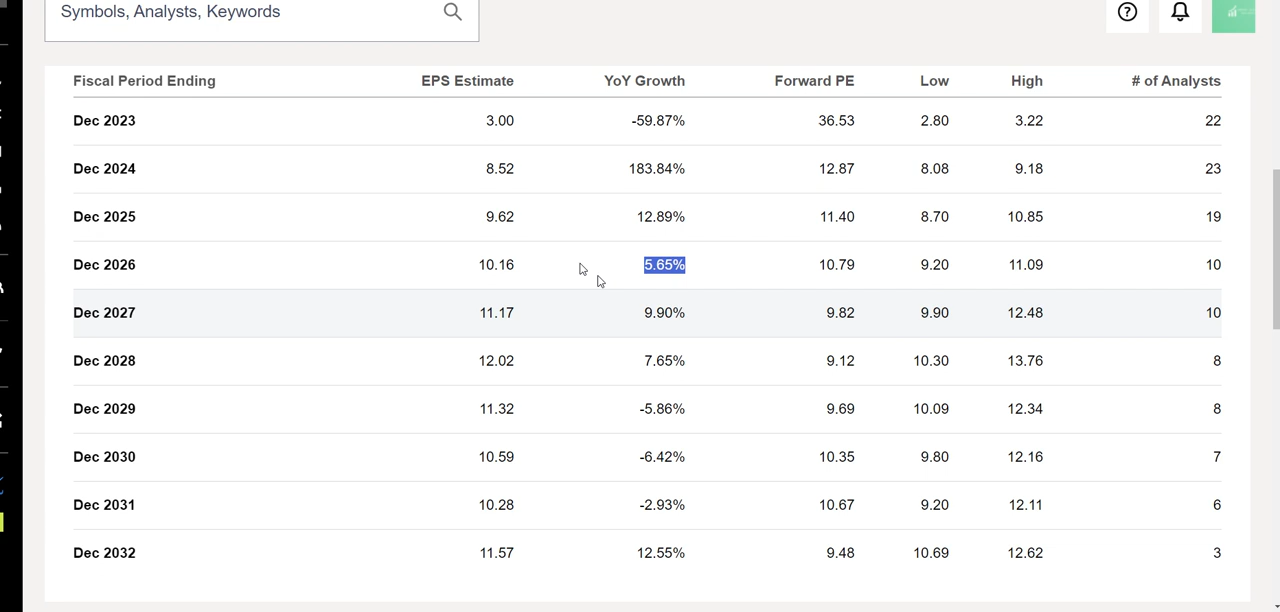 Symbols, Analysts, Keywords
Fiscal Period Ending EPS Estimate YoY Growth Forward PE Low High # of Analysts
Dec 2023 3.00 -59.87% 36.53 2.80 3.22 22
Dec 2024 8.52 183.84% 12.87 8.08 9.18 23
Dec 2025 9.62 12.89% 11.40 8.70 10.85 19
Dec 2026 10.16 5.65% 10.79 9.20 11.09 10
Dec 2027 11.17 9.90% 9.82 9.90 12.48 10
Dec 2028 12.02 7.65% 9.12 10.30 13.76 8
Dec 2029 11.32 -5.86% 9.69 10.09 12.34 8
Dec 2030 10.59 -6.42% 10.35 9.80 12.16 7
Dec 2031 10.28 -2.93% 10.67 9.20 12.11 6
Dec 2032 11.57 12.55% 9.48 10.69 12.62 3